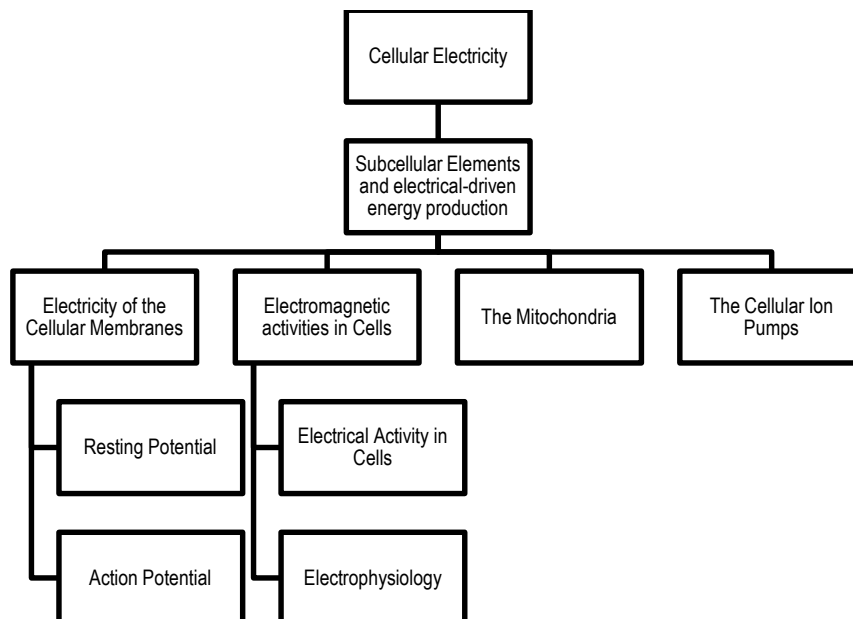 Cellular Electricity
Subcellular Elements
and electrical-driven
energy production
Electricity of the
Cellular Membranes
Electromagnetic
activities in Cells
The Mitochondria
The Cellular Ion
Pumps
Resting Potential
Electrical Activity in
Cells
Action Potential
Electrophysiology